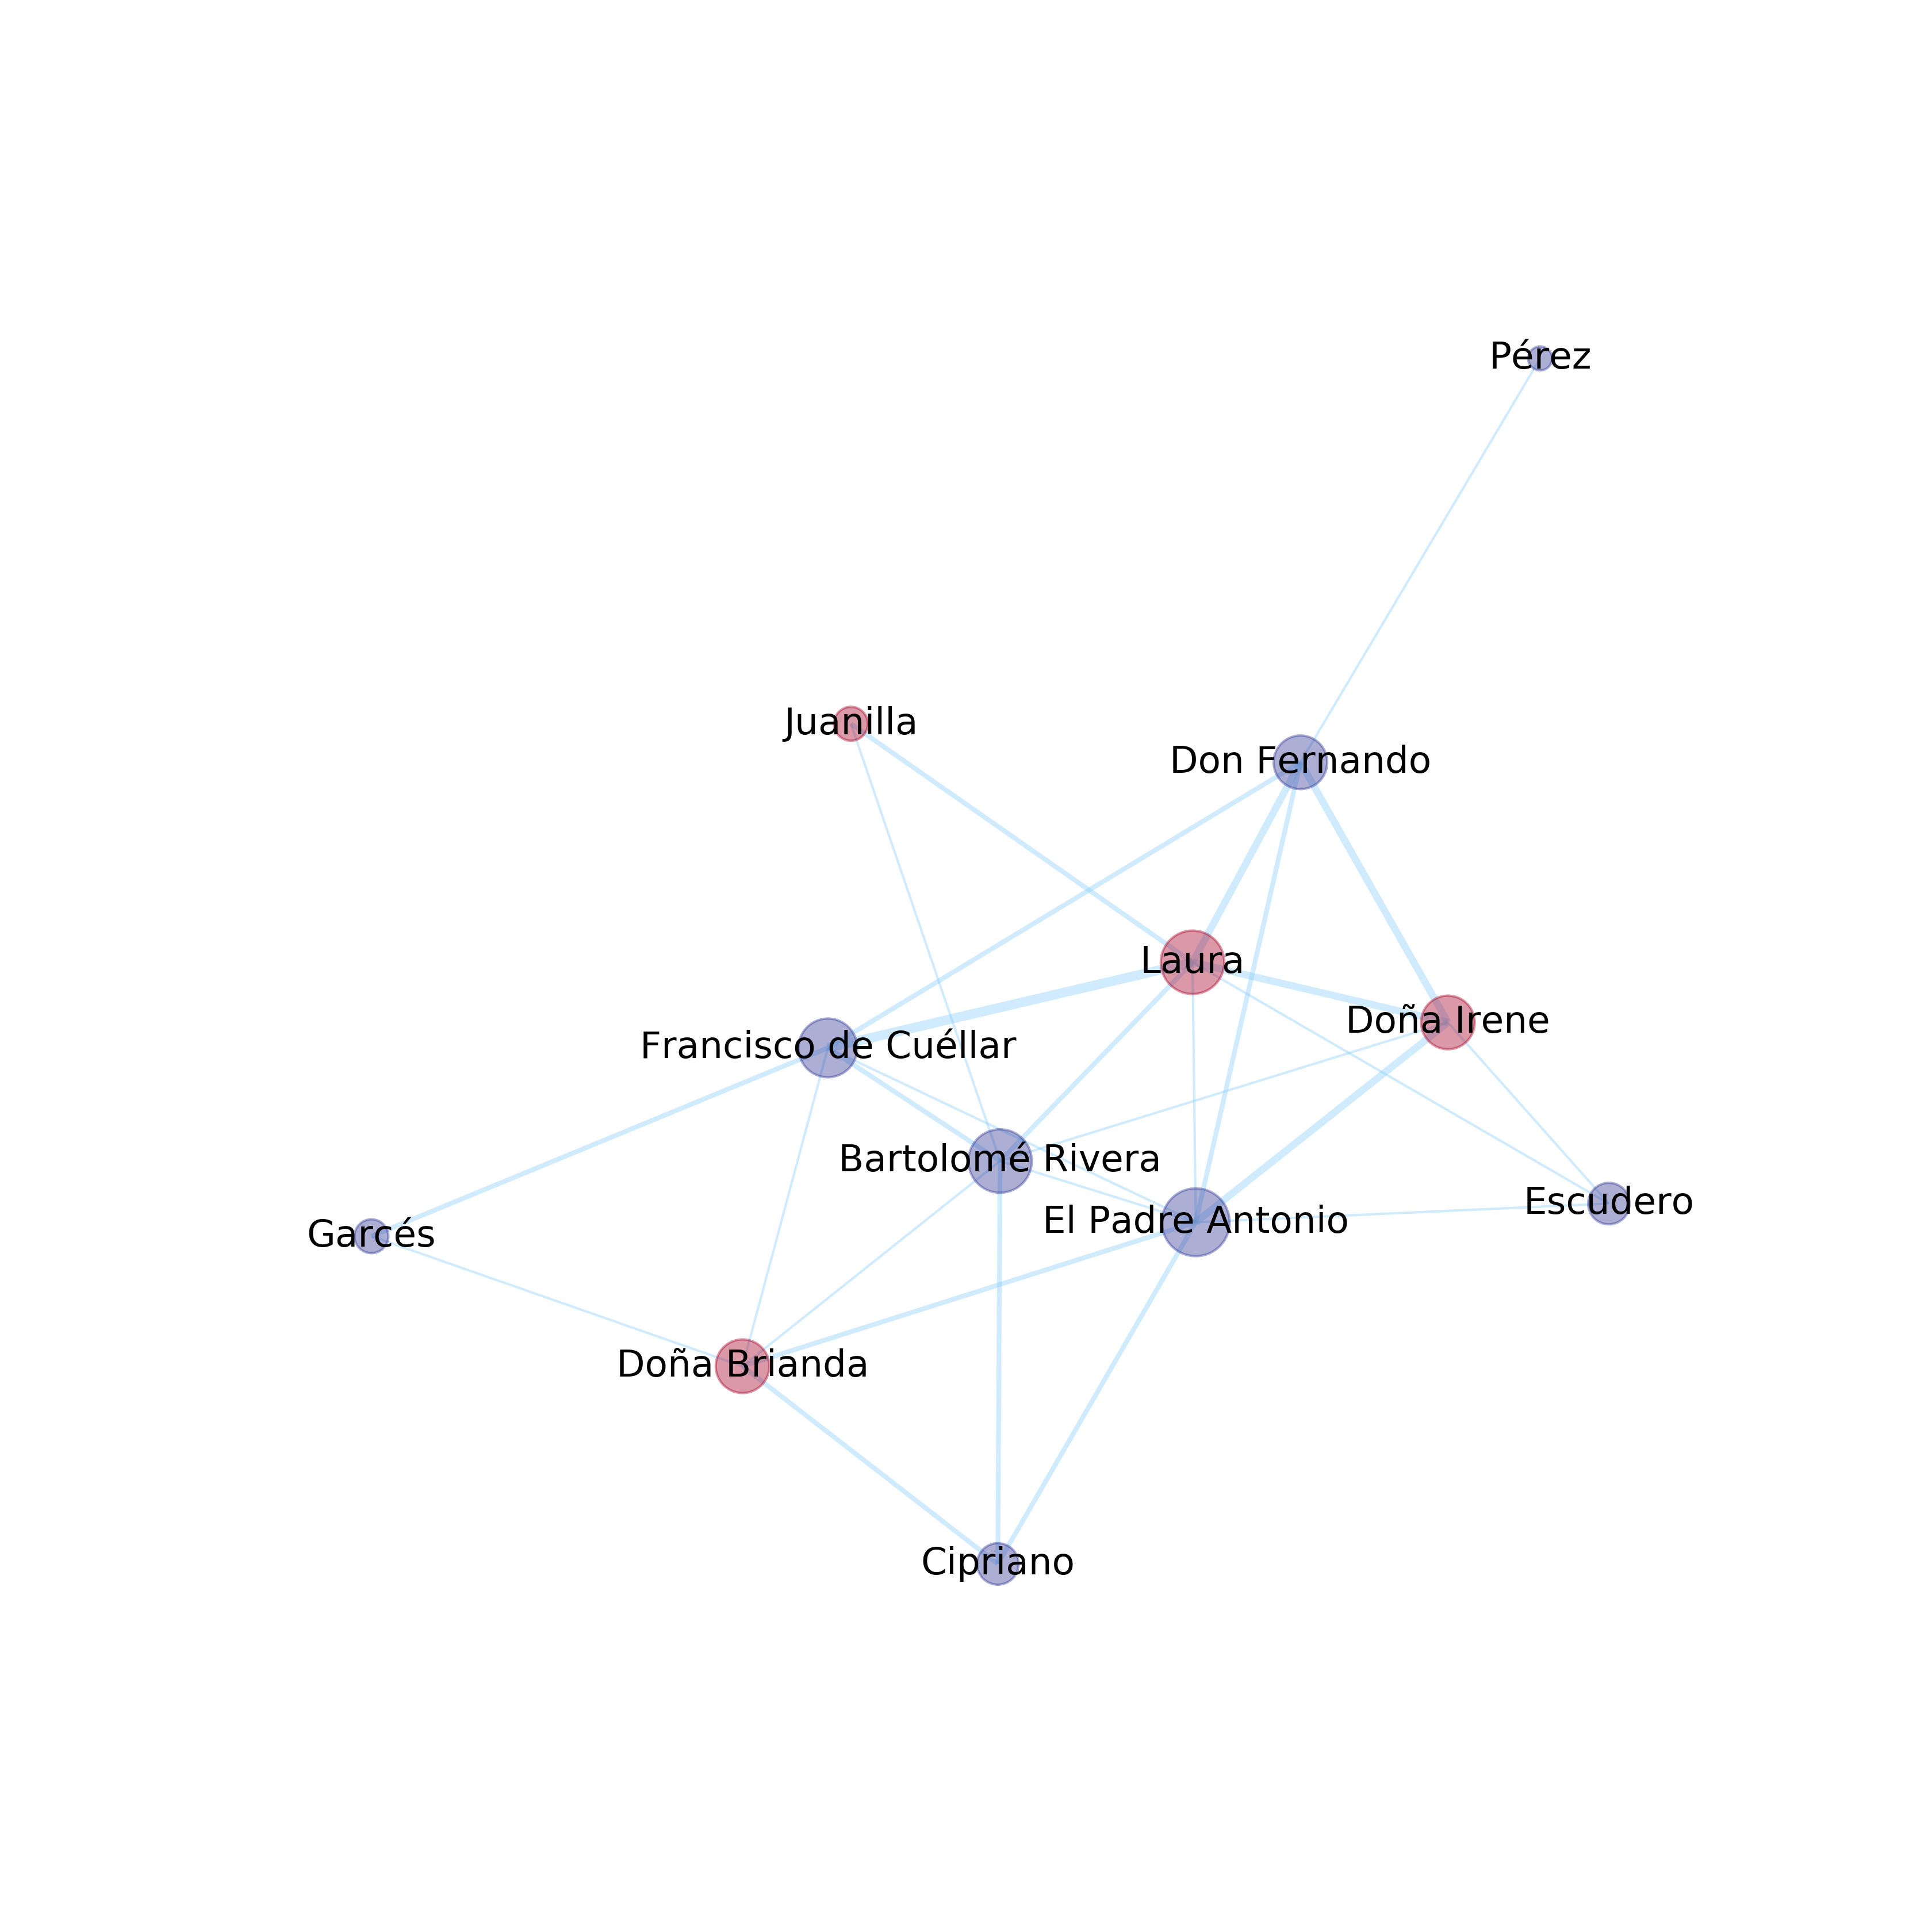 Pérez
Juanilla
Don Fernando
Laura
Doña Irene
Francisco de Cuéllar
Bartolomé Rivera
Escudero
El Padre Antonio
Garcés
Doña Brianda
Cipriano